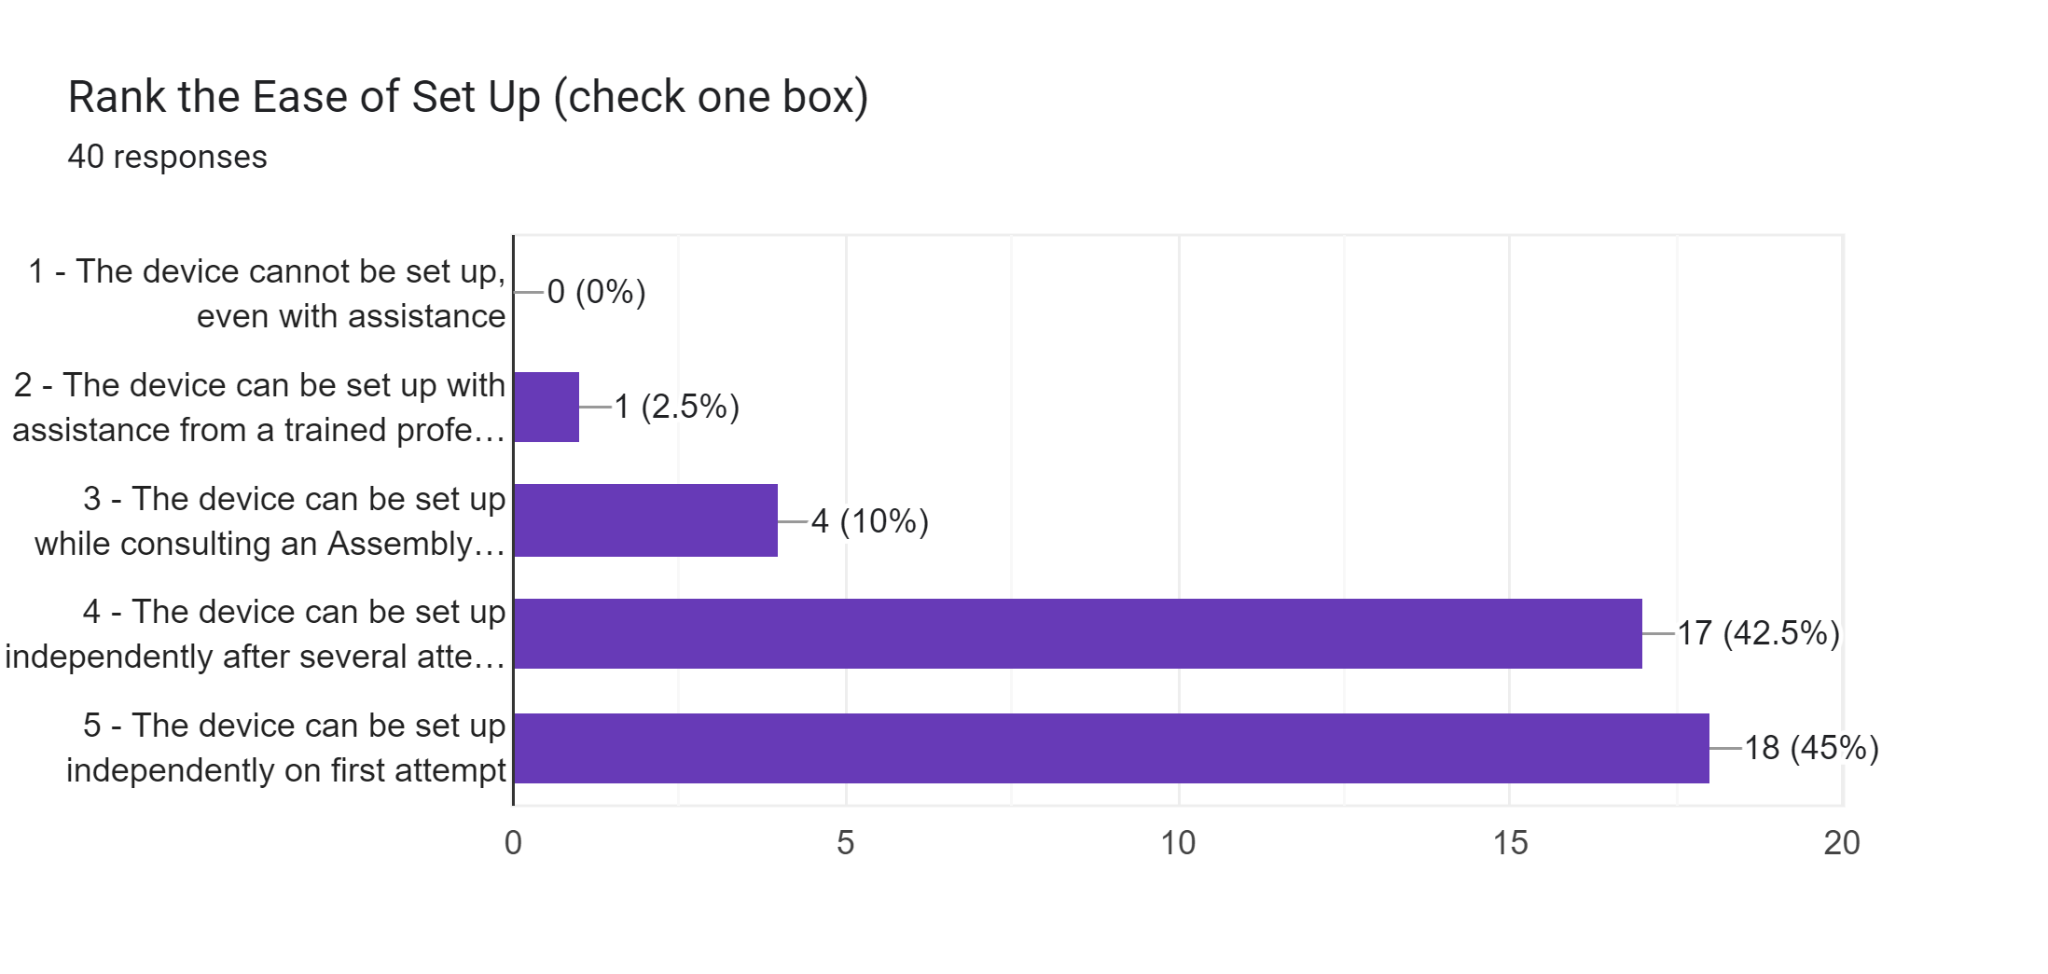 Rank the Ease of Set Up (check one box)
40 responses
1 - The device cannot be set up,
even with assistance
0 (0%)
2 - The device can be set up with
assistance from a trained profe…
1 (2.5%)
3 - The device can be set up
while consulting an Assembly…
4 (10%)
4 - The device can be set up
independently after several atte…
17 (42.5%)
5 - The device can be set up
independently on first attempt
18 (45%)
0 5 10 15 20